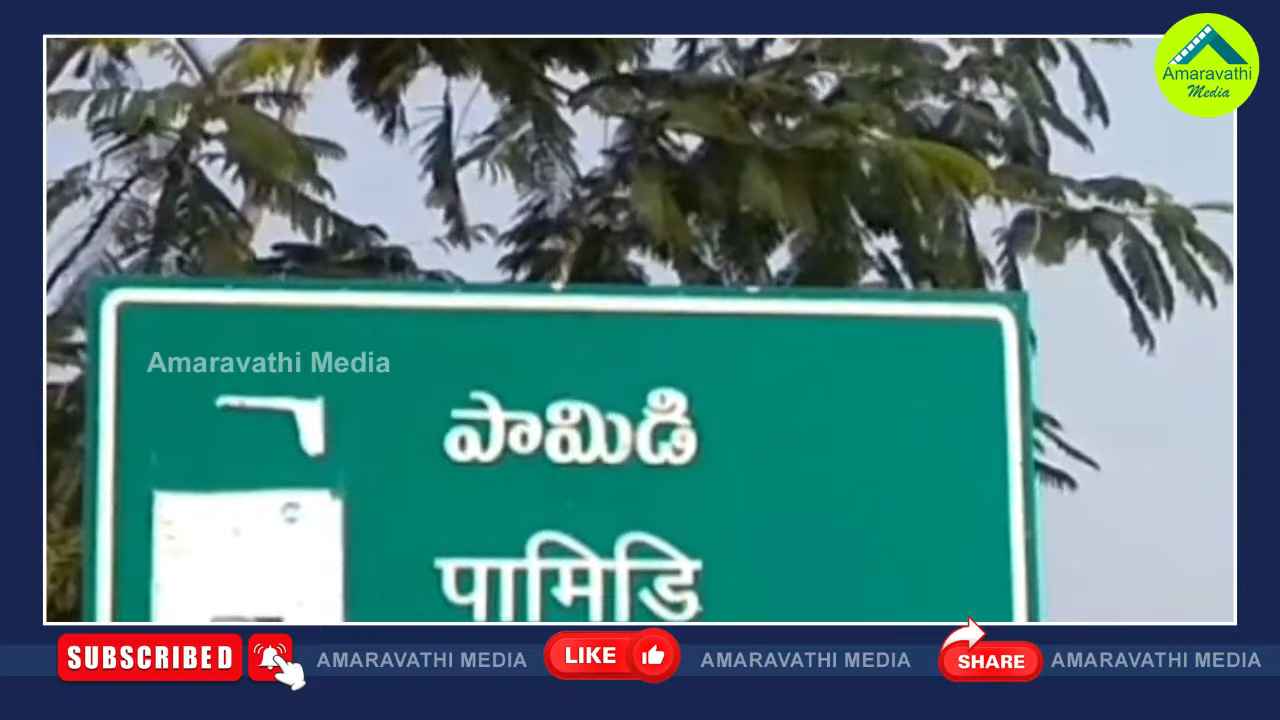 Amaravathi
Media
Amaravathi Media
పామిడి
पामिडि
SUBSCRIBED
AMARAVATHI MEDIA
LIKE
AMARAVATHI MEDIA
SHARE
AMARAVATHI MEDIA